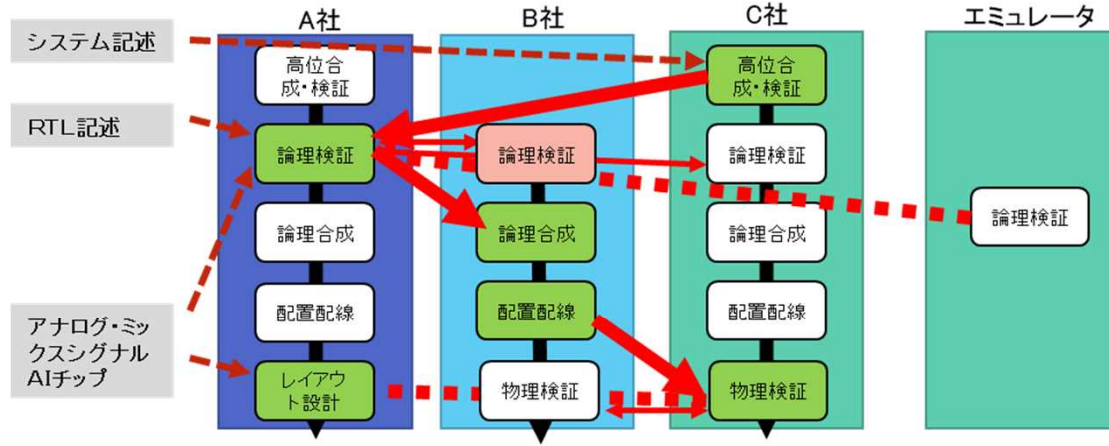 A社
B社
C社
エミュレータ
システム記述
RTL記述
アナログ・ミッ
クスシグナル
AIチップ
高位合
成・検証
論理検証
論理合成
配置配線
レイアウ
ト設計
論理検証
論理合成
配置配線
物理検証
高位合
成・検証
論理検証
論理合成
配置配線
物理検証
論理検証